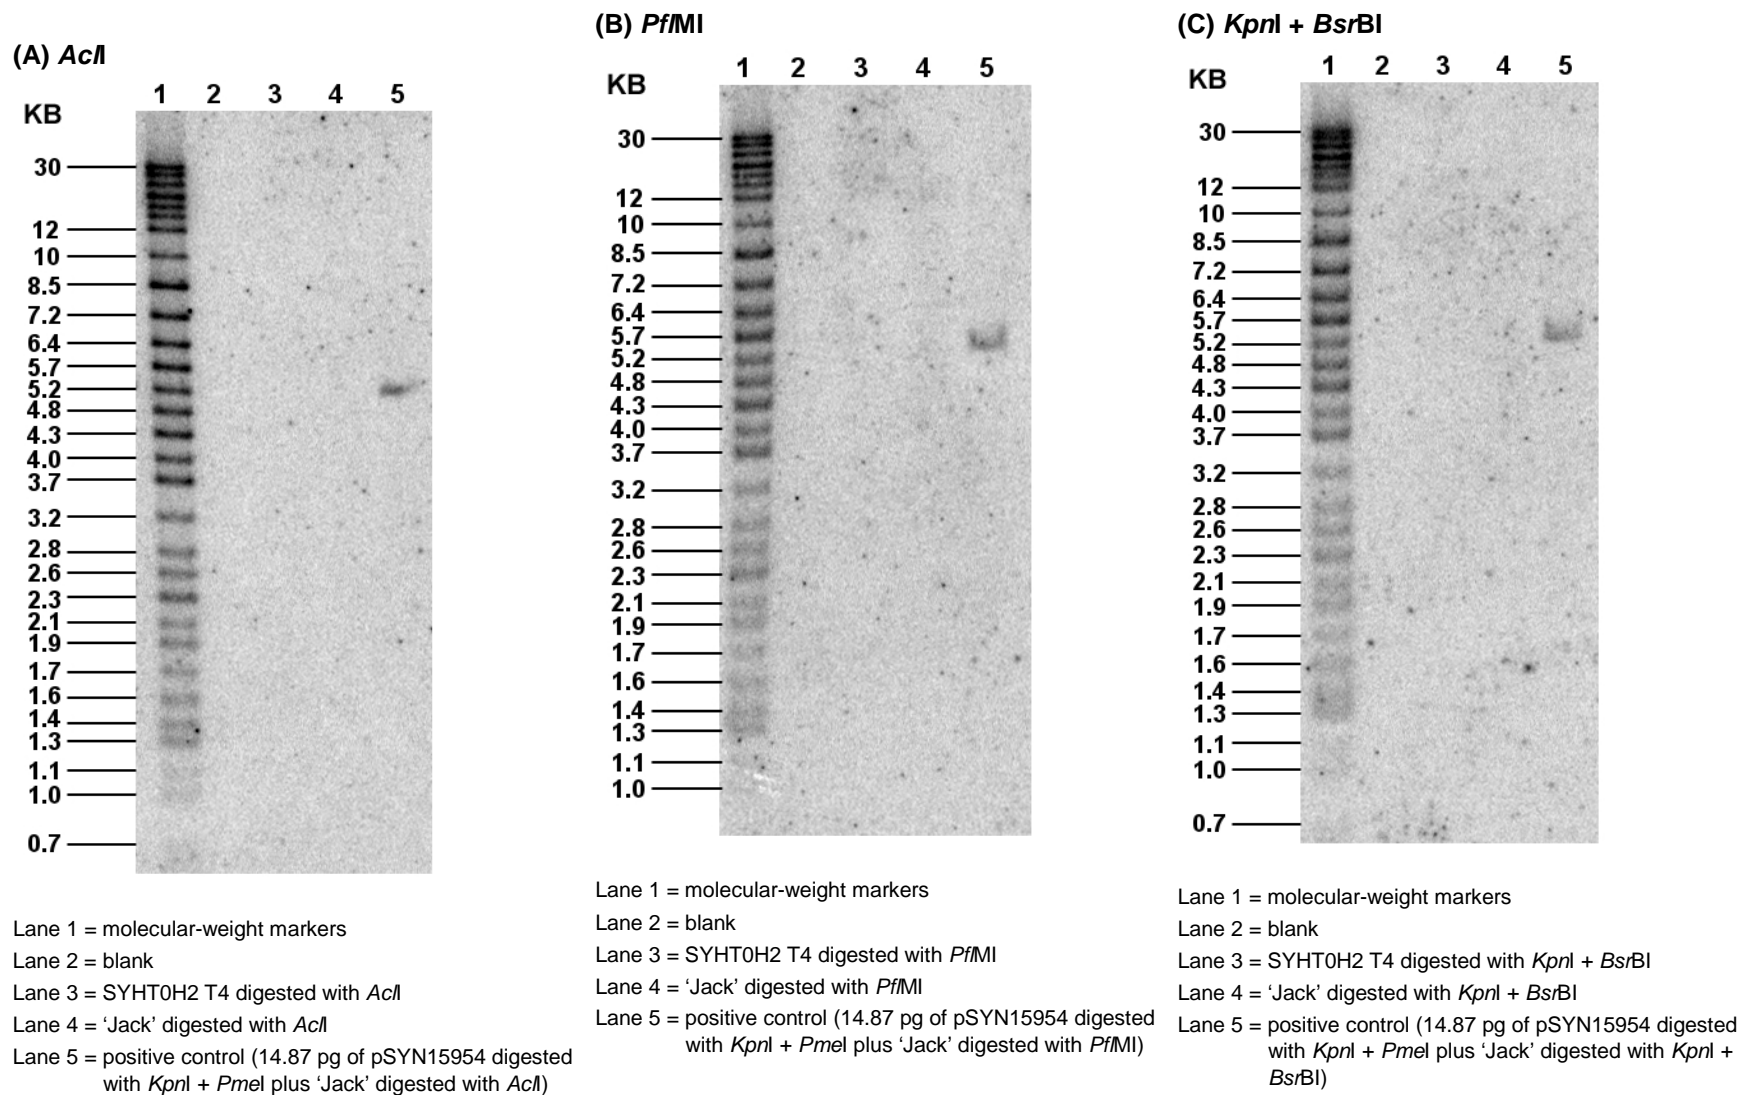 (A) AclI
1 2 3 4 5
KB
30
12
10
8.5
7.2
6.4
5.7
5.2
4.8
4.3
4.0
3.7
3.2
2.8
2.6
2.3
2.1
1.9
1.7
1.6
1.4
1.3
1.1
1.0
0.7
Lane 1 = molecular-weight markers
Lane 2 = blank
Lane 3 = SYHT0H2 T4 digested with AclI
Lane 4 = ‘Jack’ digested with AclI
Lane 5 = positive control (14.87 pg of pSYN15954 digested
with KpnI + PmeI plus ‘Jack’ digested with AclI)
(B) PflMI
1 2 3 4 5
KB
30
12
10
8.5
7.2
6.4
5.7
5.2
4.8
4.3
4.0
3.7
3.2
2.8
2.6
2.3
2.1
1.9
1.7
1.6
1.4
1.3
1.1
1.0
Lane 1 = molecular-weight markers
Lane 2 = blank
Lane 3 = SYHT0H2 T4 digested with PflMI
Lane 4 = ‘Jack’ digested with PflMI
Lane 5 = positive control (14.87 pg of pSYN15954 digested
with KpnI + PmeI plus ‘Jack’ digested with PflMI)
(C) KpnI + BsrBI
1 2 3 4 5
KB
30
12
10
8.5
7.2
6.4
5.7
5.2
4.8
4.3
4.0
3.7
3.2
2.8
2.6
2.3
2.1
1.9
1.7
1.6
1.4
1.3
1.1
1.0
0.7
Lane 1 = molecular-weight markers
Lane 2 = blank
Lane 3 = SYHT0H2 T4 digested with KpnI + BsrBI
Lane 4 = ‘Jack’ digested with KpnI + BsrBI
Lane 5 = positive control (14.87 pg of pSYN15954 digested
with KpnI + PmeI plus ‘Jack’ digested with KpnI +
BsrBI)